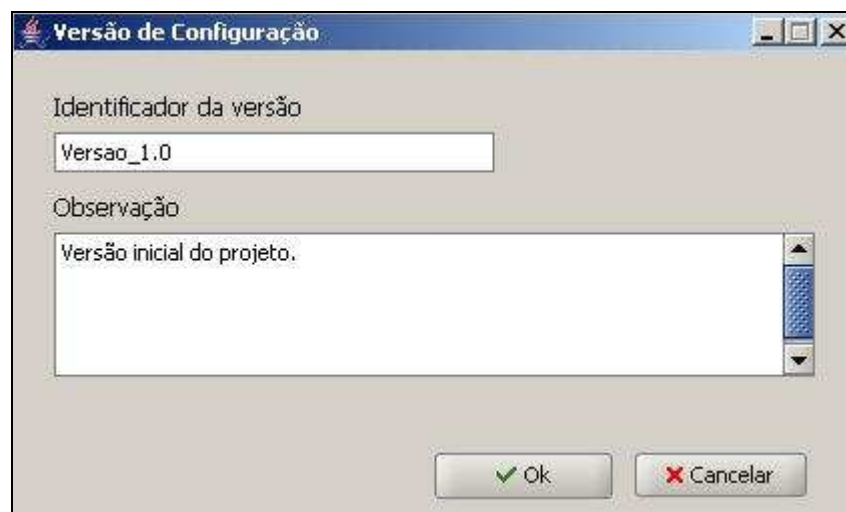 Versão de Configuração
Identificador da versão
Versao_1.0
Observação
Versão inicial do projeto.
Ok
Cancelar